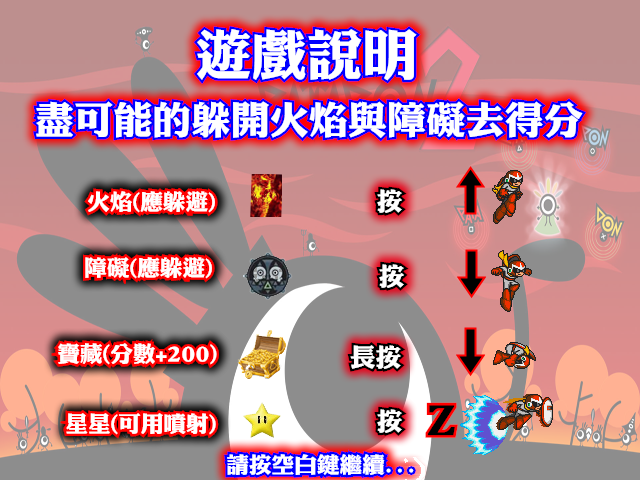 遊戲說明
盡可能的躲開火焰與障礙去得分
火焰(應躲避) 按
障礙(應躲避) 按
寶藏(分數+200) 長按
星星(可用噴射) 按 Z
請按空白鍵繼續...
DON
DON